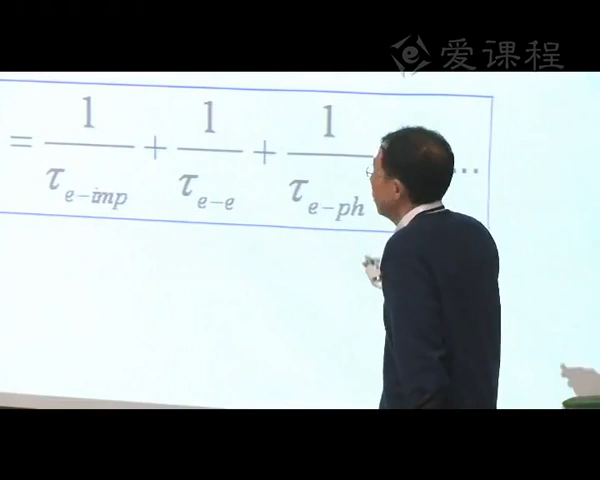 爱课程
= 1/τ_{e-imp} + 1/τ_{e-e} + 1/τ_{e-ph} ...